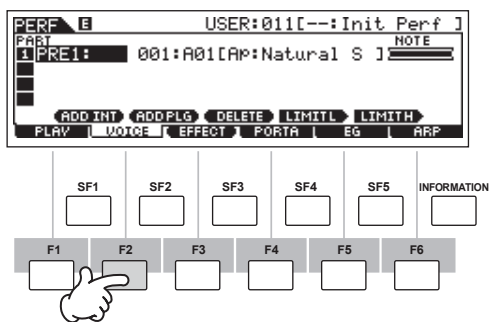 PERF E USER:011[--:Init Perf ]
PART NOTE
1 PRE1: 001:A01[AP:Natural S ]
ADD INT ADD PLG DELETE LIMITL LIMITH
PLAY VOICE EFFECT PORTA EG ARP
SF1 SF2 SF3 SF4 SF5 INFORMATION
F1 F2 F3 F4 F5 F6